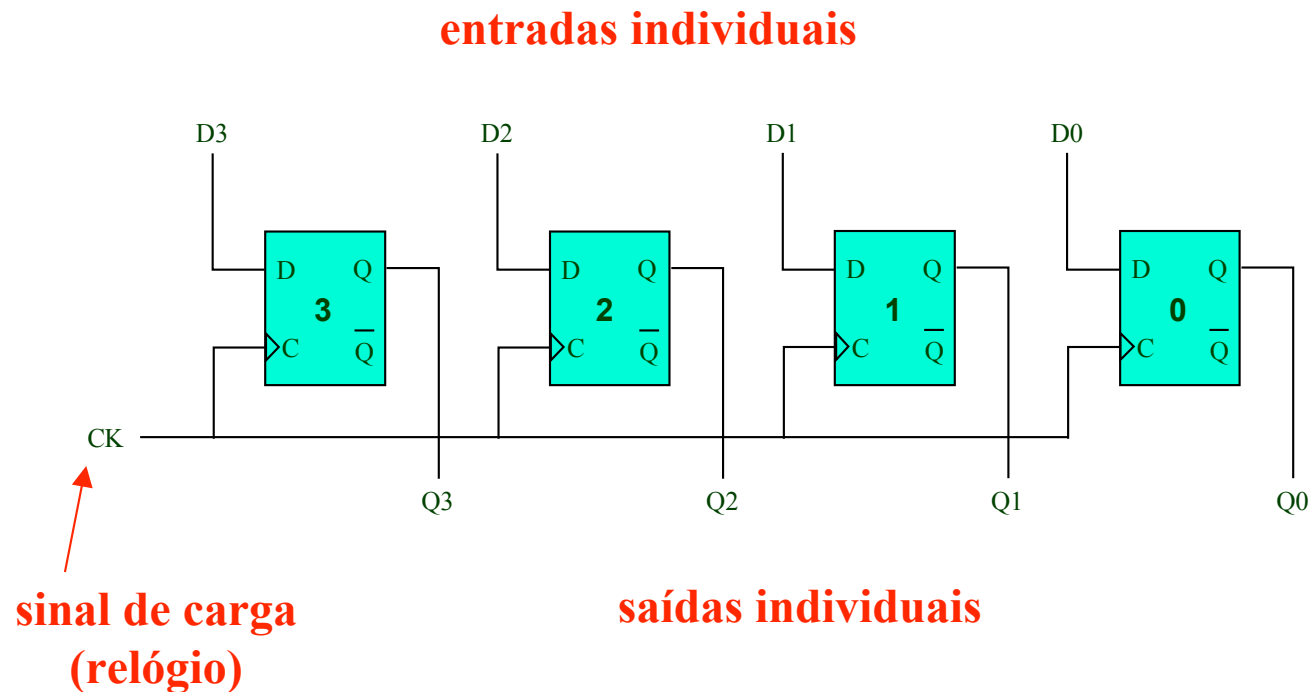 entradas individuais
D3 D2 D1 D0
D Q D Q D Q D Q
3 2 1 0
C Q̅ C Q̅ C Q̅ C Q̅
CK
Q3 Q2 Q1 Q0
sinal de carga
(relógio)
saídas individuais